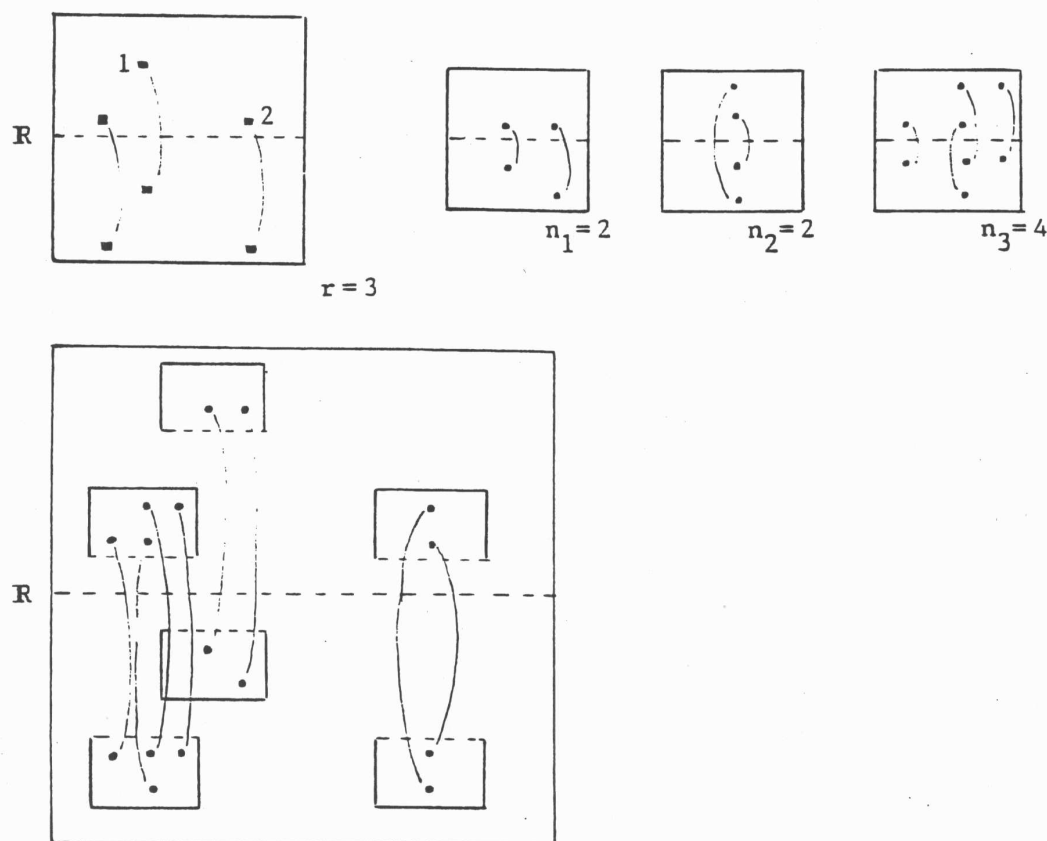 1
2
ℝ
r = 3
n₁ = 2
n₂ = 2
n₃ = 4
ℝ